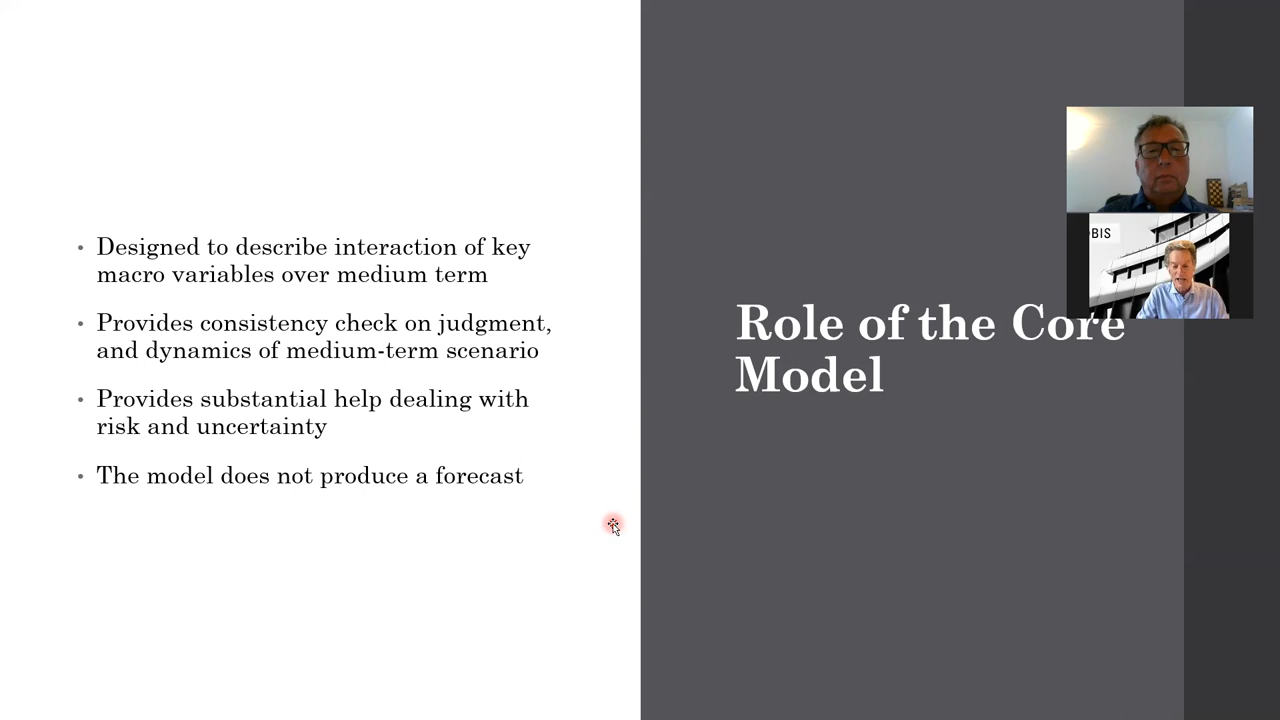 • Designed to describe interaction of key
macro variables over medium term
• Provides consistency check on judgment,
and dynamics of medium-term scenario
• Provides substantial help dealing with
risk and uncertainty
• The model does not produce a forecast
Role of the Core
Model
BIS